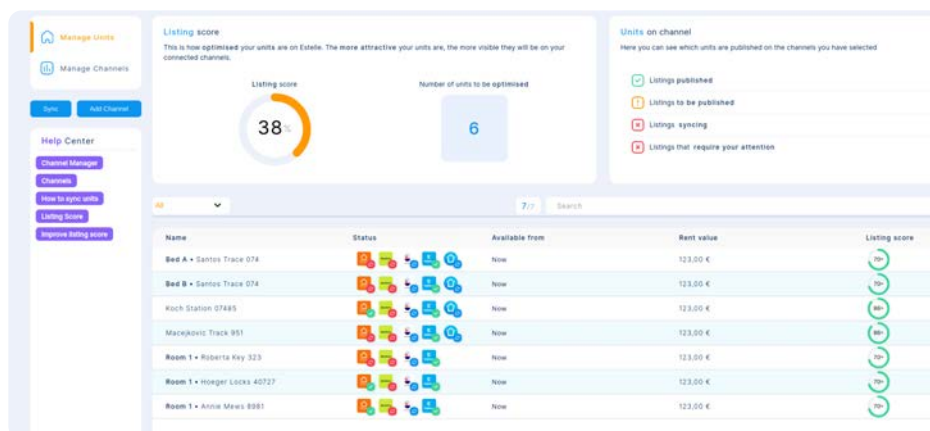 Manage Units
Manage Channels
Sync
Add Channel
Help Center
Channel Manager
Channels
How to sync units
Listing Score
Improve listing score
Listing score
This is how optimised your units are on Estelle. The more attractive your units are, the more visible they will be on your
connected channels.
Listing score
38%
Number of units to be optimised
6
Units on channel
Here you can see which units are published on the channels you have selected
Listings published
Listings to be published
Listings syncing
Listings that require your attention
All
7/7
Search
Name Status Available from Rent value Listing score
Bed A • Santos Trace 074 Now 123,00 €
Bed B • Santos Trace 074 Now 123,00 €
Koch Station 07485 Now 123,00 €
Macejkovic Track 951 Now 123,00 €
Room 1 • Roberta Key 323 Now 123,00 €
Room 1 • Hoeger Locks 40727 Now 123,00 €
Room 1 • Annie Mews 8981 Now 123,00 €